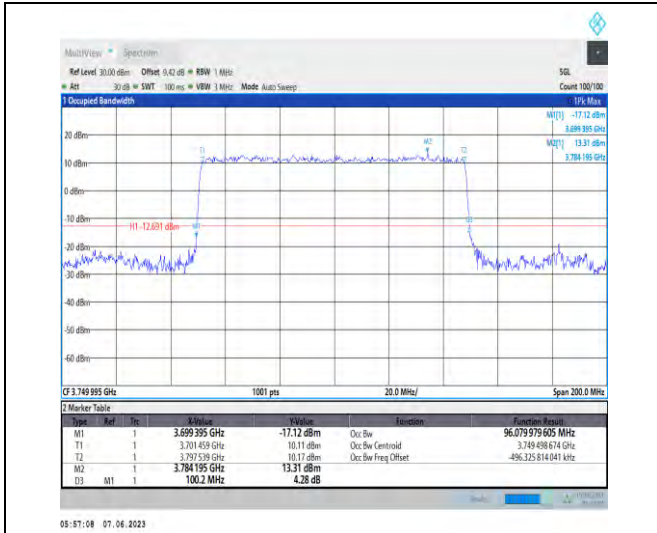 MultiView Spectrum
Ref Level 30.00 dBm Offset 9.42 dB RBW 1 MHz SGL
Att 30 dB SWT 100 ms VBW 3 MHz Mode Auto Sweep Count 100/100
1 Occupied Bandwidth 1Pk Max
M1[1] -17.12 dBm
3.699 395 GHz
M2[1] 13.31 dBm
3.784 195 GHz
20 dBm
T1 M2 T2
10 dBm
0 dBm
-10 dBm
H1 -12.691 dBm M1 D3
-20 dBm
-30 dBm
-40 dBm
-50 dBm
-60 dBm
CF 3.749 995 GHz 1001 pts 20.0 MHz/ Span 200.0 MHz
2 Marker Table
Type Ref Trc X-Value Y-Value Function Function Result
M1 1 3.699 395 GHz -17.12 dBm Occ Bw 96.079 979 605 MHz
T1 1 3.701 459 GHz 10.11 dBm Occ Bw Centroid 3.749 498 674 GHz
T2 1 3.797 539 GHz 10.17 dBm Occ Bw Freq Offset -496.325 814 041 kHz
M2 1 3.784 195 GHz 13.31 dBm
D3 M1 1 100.2 MHz 4.28 dB
05:57:08 07.06.2023